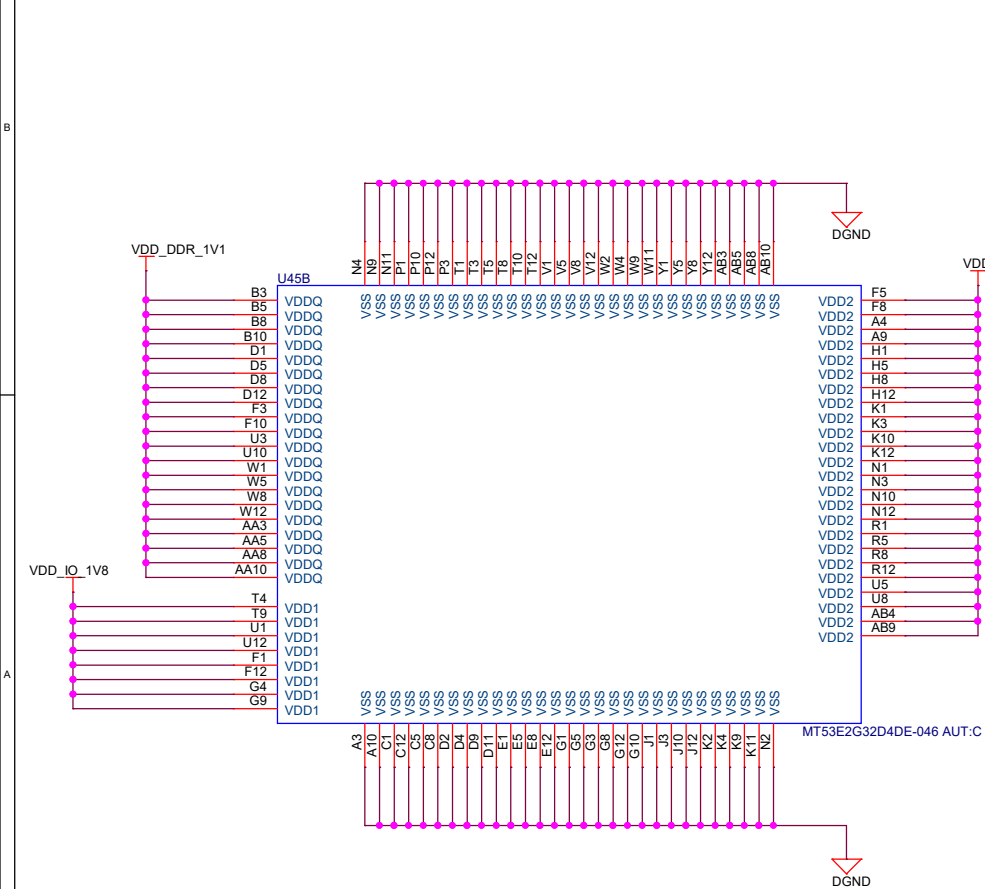 B
N4 N9 N11 P1 P10 P12 P3 T1 T3 T5 T8 T10 T12 V1 V5 V8 V12 W2 W4 W9 W11 Y1 Y5 Y8 Y12 AB3 AB5 AB8 AB10
DGND
VDD_DDR_1V1
VDD
U45B
VSS VSS VSS VSS VSS VSS VSS VSS VSS VSS VSS VSS VSS VSS VSS VSS VSS VSS VSS VSS VSS VSS VSS VSS VSS VSS VSS VSS VSS
B3 VDDQ
B5 VDDQ
B8 VDDQ
B10 VDDQ
D1 VDDQ
D5 VDDQ
D8 VDDQ
D12 VDDQ
F3 VDDQ
F10 VDDQ
U3 VDDQ
U10 VDDQ
W1 VDDQ
W5 VDDQ
W8 VDDQ
W12 VDDQ
AA3 VDDQ
AA5 VDDQ
AA8 VDDQ
AA10 VDDQ
VDD_IO_1V8
T4 VDD1
T9 VDD1
U1 VDD1
U12 VDD1
F1 VDD1
F12 VDD1
G4 VDD1
G9 VDD1
VDD2 F5
VDD2 F8
VDD2 A4
VDD2 A9
VDD2 H1
VDD2 H5
VDD2 H8
VDD2 H12
VDD2 K1
VDD2 K3
VDD2 K10
VDD2 K12
VDD2 N1
VDD2 N3
VDD2 N10
VDD2 N12
VDD2 R1
VDD2 R5
VDD2 R8
VDD2 R12
VDD2 U5
VDD2 U8
VDD2 AB4
VDD2 AB9
A
VSS VSS VSS VSS VSS VSS VSS VSS VSS VSS VSS VSS VSS VSS VSS VSS VSS VSS VSS VSS VSS VSS VSS VSS VSS VSS VSS VSS VSS
MT53E2G32D4DE-046 AUT:C
A3 A10 C1 C12 C5 C8 D2 D4 D9 D11 E1 E5 E8 E12 G1 G5 G3 G8 G12 G10 J1 J3 J10 J12 K2 K4 K9 K11 N2
DGND